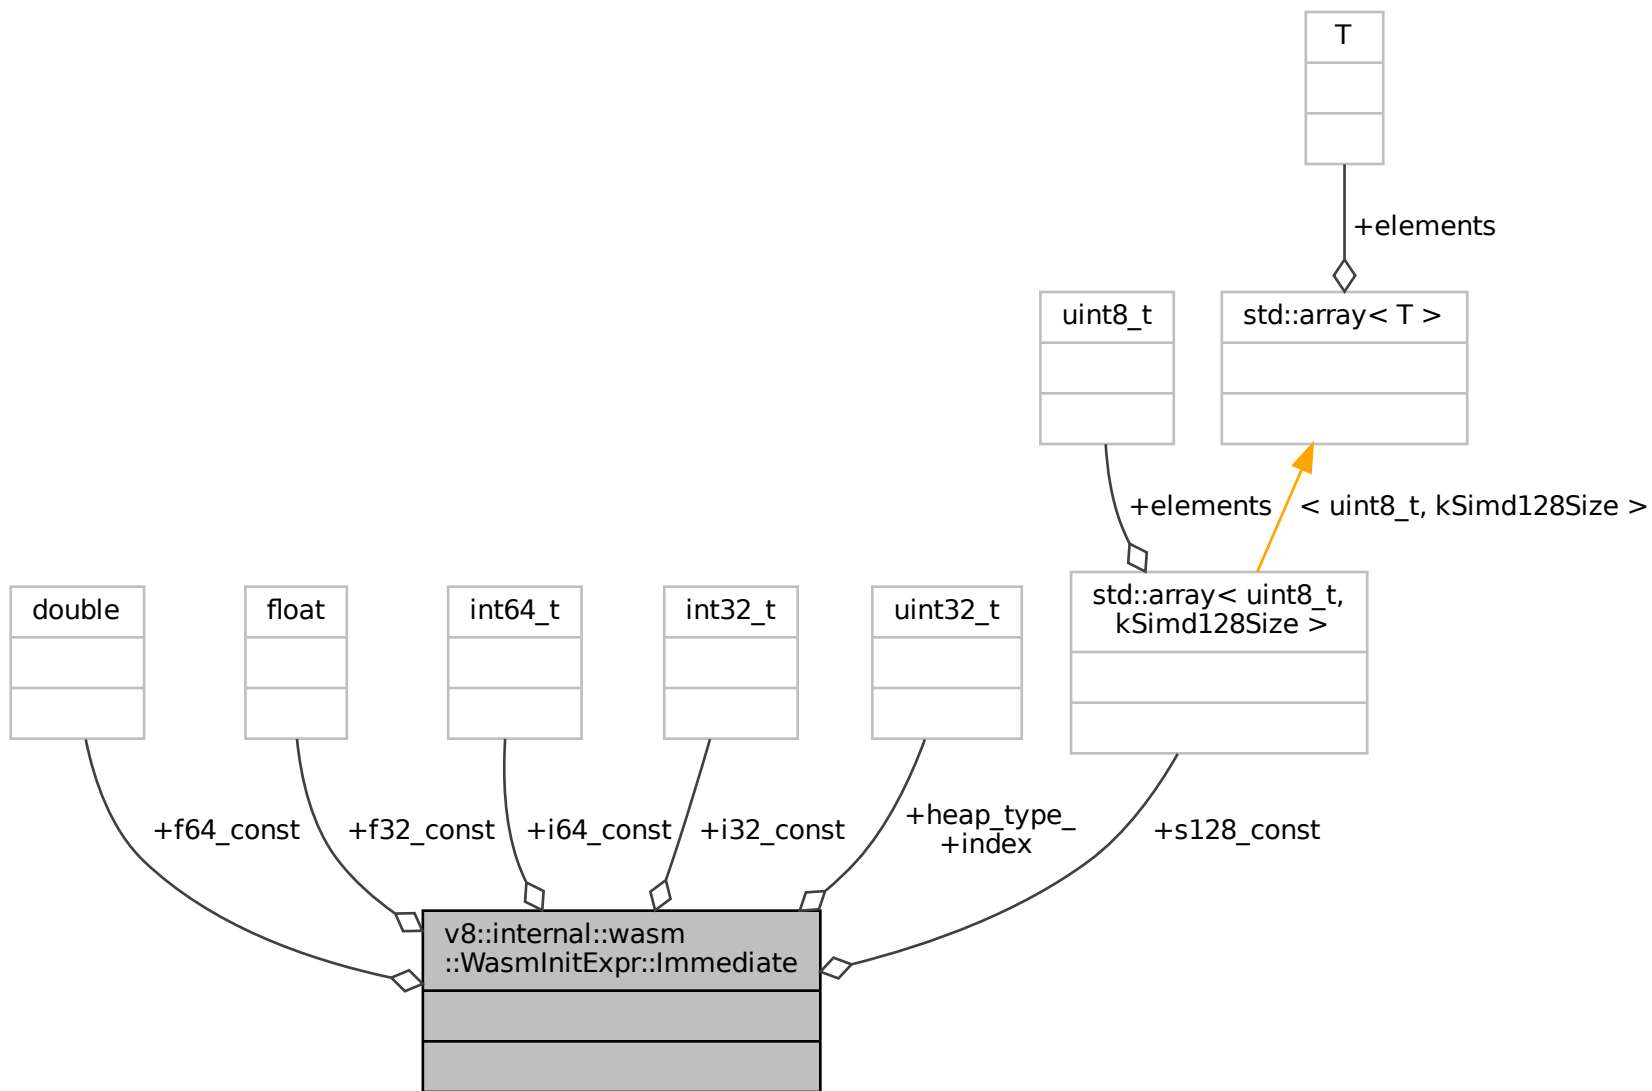 T
+elements
uint8_t
std::array< T >
+elements
< uint8_t, kSimd128Size >
double
float
int64_t
int32_t
uint32_t
std::array< uint8_t,
kSimd128Size >
+f64_const
+f32_const
+i64_const
+i32_const
+heap_type_
+index
+s128_const
v8::internal::wasm
::WasmInitExpr::Immediate